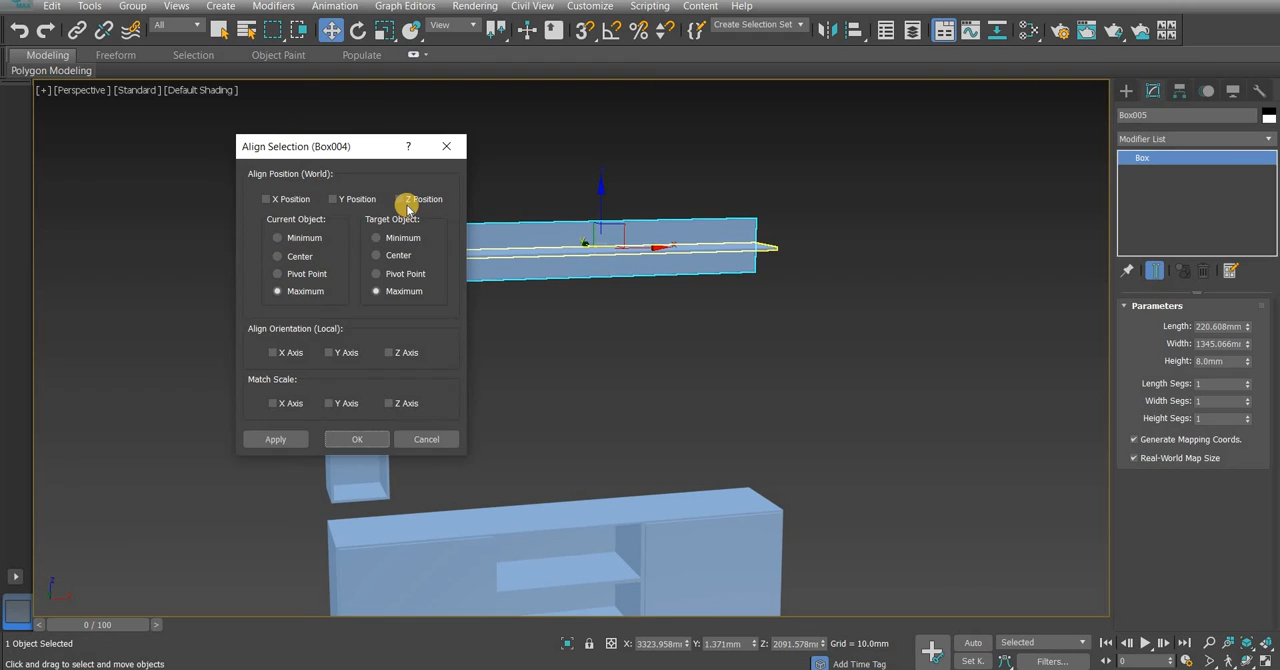 Edit Tools Group Views Create Modifiers Animation Graph Editors Rendering Civil View Customize Scripting Content Help
All View Create Selection Set
Modeling Freeform Selection Object Paint Populate
Polygon Modeling
[+] [Perspective] [Standard] [Default Shading]
Align Selection (Box004) ?
Align Position (World):
X Position Y Position Z Position
Current Object: Target Object:
Minimum Minimum
Center Center
Pivot Point Pivot Point
Maximum Maximum
Align Orientation (Local):
X Axis Y Axis Z Axis
Match Scale:
X Axis Y Axis Z Axis
Apply OK Cancel
Box005
Modifier List
Box
Parameters
Length: 220.608mm
Width: 1345.066mm
Height: 8.0mm
Length Segs: 1
Width Segs: 1
Height Segs: 1
Generate Mapping Coords.
Real-World Map Size
z
< 0 / 100 >
1 Object Selected X: 3323.958mm Y: 1.371mm Z: 2091.578mm Grid = 10.0mm Auto Selected
Click and drag to select and move objects Add Time Tag Set K. Filters... 0